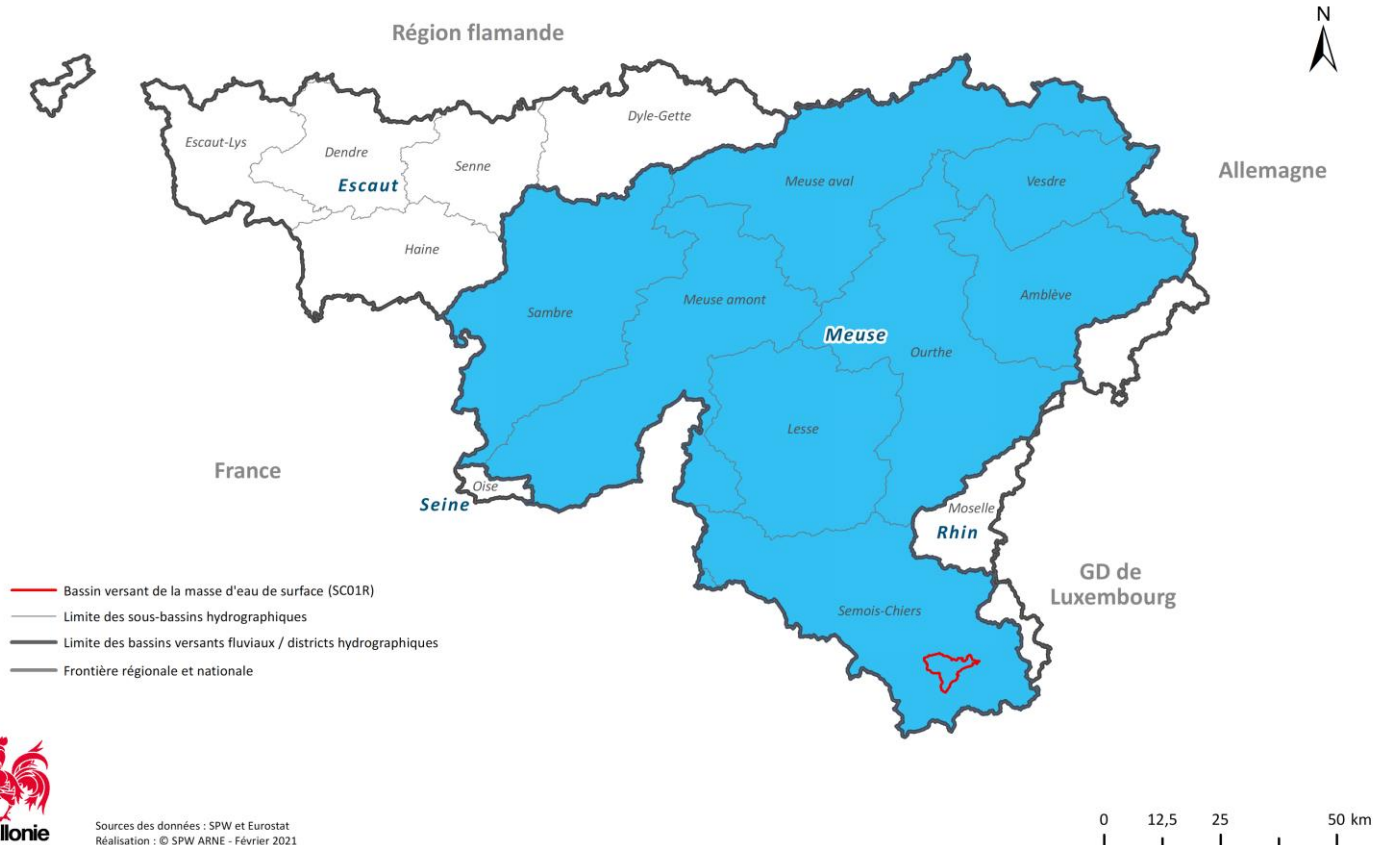 Région flamande
N
Escaut-Lys
Dendre
Escaut
Senne
Dyle-Gette
Haine
Meuse aval
Vesdre
Allemagne
Sambre
Meuse amont
Meuse
Ourthe
Amblève
Lesse
France
Oise
Seine
Moselle
Rhin
GD de
Luxembourg
Semois-Chiers
Bassin versant de la masse d'eau de surface (SC01R)
Limite des sous-bassins hydrographiques
Limite des bassins versants fluviaux / districts hydrographiques
Frontière régionale et nationale
llonie
Sources des données : SPW et Eurostat
Réalisation : © SPW ARNE - Février 2021
0 12,5 25 50 km